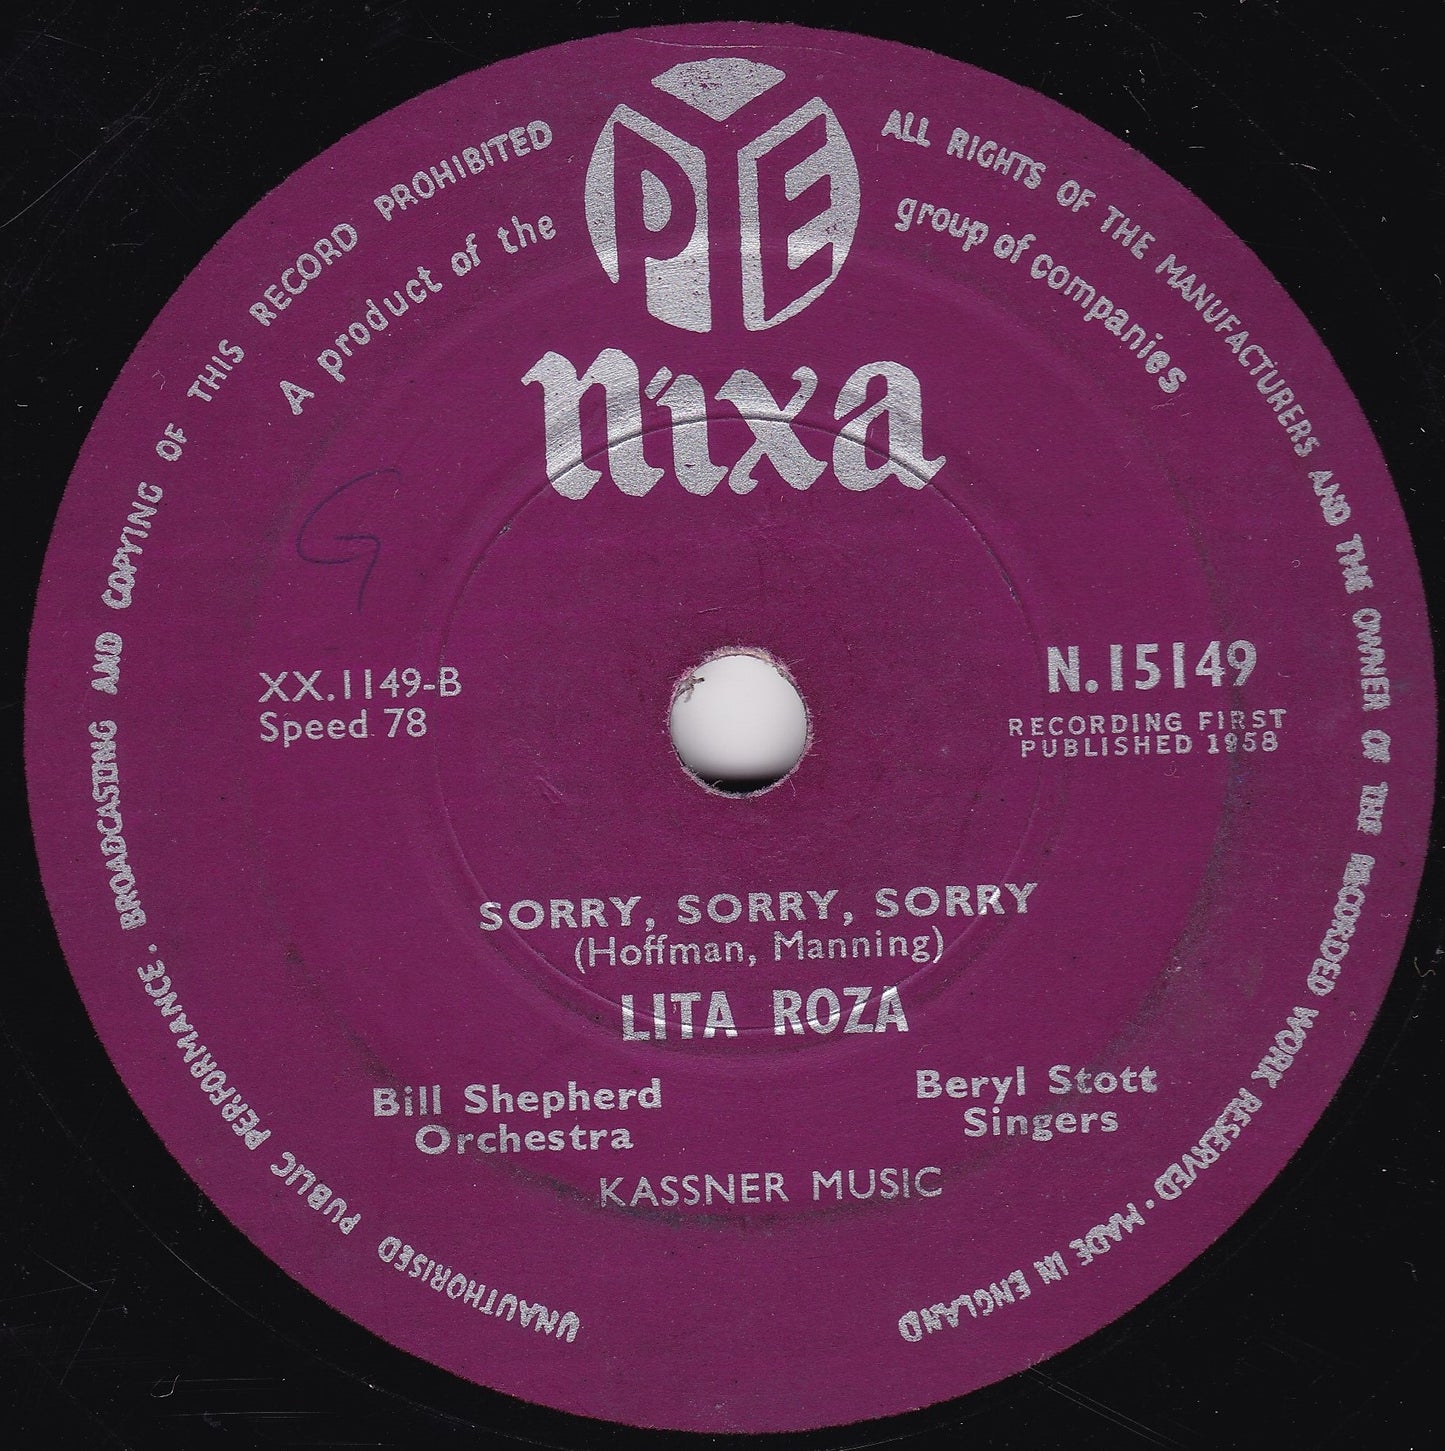 ALL RIGHTS OF THE MANUFACTURERS AND THE OWNER OF THE RECORDED WORK RESERVED · MADE IN ENGLAND
UNAUTHORISED PUBLIC PERFORMANCE, BROADCASTING AND COPYING OF THIS RECORD PROHIBITED
A product of the
PYE
group of companies
nixa
G
XX.1149-B
Speed 78
N.15149
RECORDING FIRST
PUBLISHED 1958
SORRY, SORRY, SORRY
(Hoffman, Manning)
LITA ROZA
Bill Shepherd
Orchestra
Beryl Stott
Singers
KASSNER MUSIC